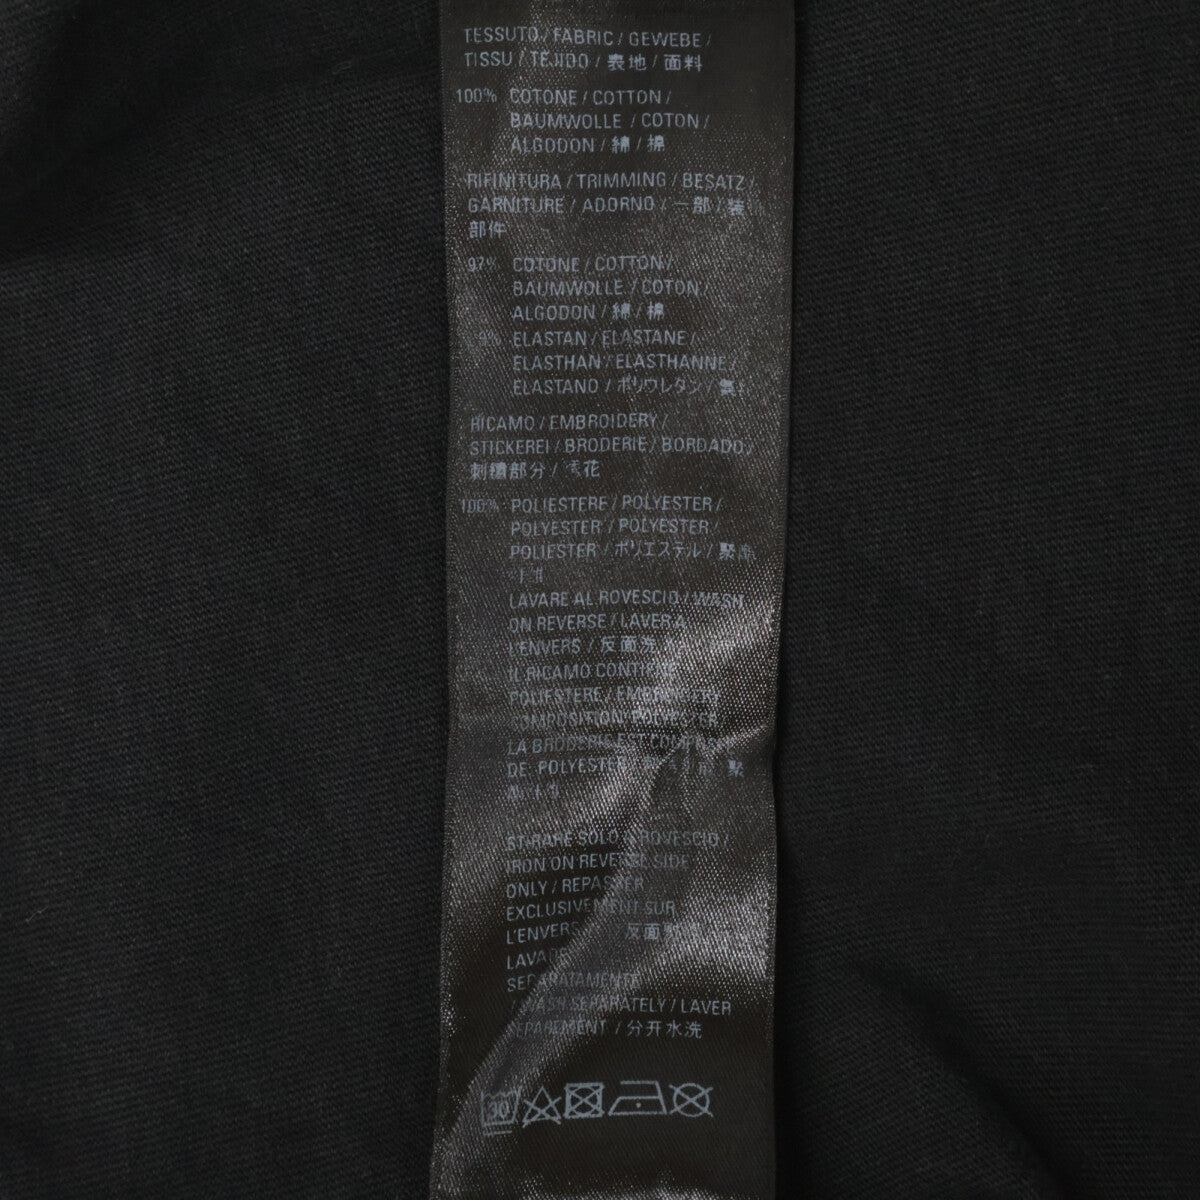 TESSUTO / FABRIC / GEWEBE /
TISSU / TEJIDO / 表地 / 面料
100% COTONE / COTTON /
BAUMWOLLE / COTON /
ALGODON / 綿 / 棉
RIFINITURA / TRIMMING / BESATZ /
GARNITURE / ADORNO / 一部 / 装
部件
97% COTONE / COTTON /
BAUMWOLLE / COTON /
ALGODON / 綿 / 棉
ELASTAN / ELASTANE /
ELASTHAN / ELASTHANNE /
ELASTANO / ポリウレタン /
RICAMO / EMBROIDERY /
STICKEREI / BRODERIE / BORDADO /
刺繍部分 / 花
100% POLIESTERE / POLYESTER /
POLYESTER / POLYESTER /
POLIESTER / ポリエステル / 聚
LAVARE AL ROVESCIO / WASH
ON REVERSE / LAVER A
L'ENVERS / 反面洗
IL RICAMO CONTIENE
POLIESTERE / EMBROIDERY
COMPOSITION POLYESTER
LA BRODERIE EST
DE POLYESTER 聚
STIRARE SOLO ROVESCIO /
IRON ON REVERSE SIDE
ONLY / REPASSER
EXCLUSIVEMENT SUR
L'ENVERS 反面
LAVARE
SEPARATAMENTE
/ WASH SEPARATELY / LAVER
SEPAREMENT / 分开水洗
30